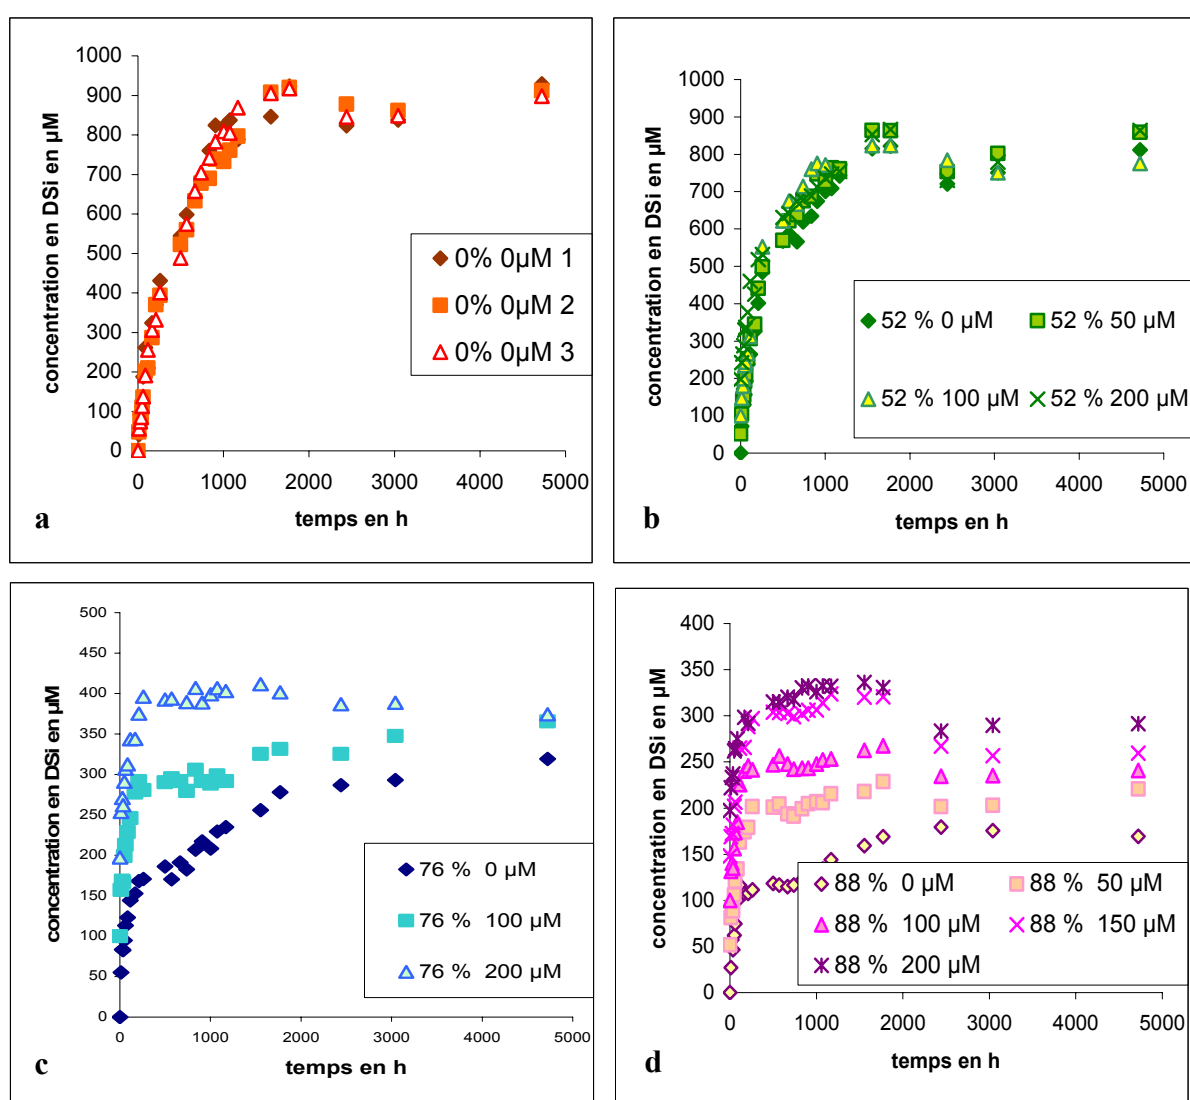 concentration en DSi en µM
1000
900
800
700
600
500
400
300
200
100
0
0 1000 2000 3000 4000 5000
temps en h
0% 0µM 1
0% 0µM 2
0% 0µM 3
a
concentration en DSi en µM
1000
900
800
700
600
500
400
300
200
100
0
0 1000 2000 3000 4000 5000
temps en h
52 % 0 µM 52 % 50 µM
52 % 100 µM 52 % 200 µM
b
concentration en DSi en µM
500
450
400
350
300
250
200
150
100
50
0
0 1000 2000 3000 4000 5000
temps en h
76 % 0 µM
76 % 100 µM
76 % 200 µM
c
concentration en DSi en µM
400
350
300
250
200
150
100
50
0
0 1000 2000 3000 4000 5000
temps en h
88 % 0 µM 88 % 50 µM
88 % 100 µM 88 % 150 µM
88 % 200 µM
d